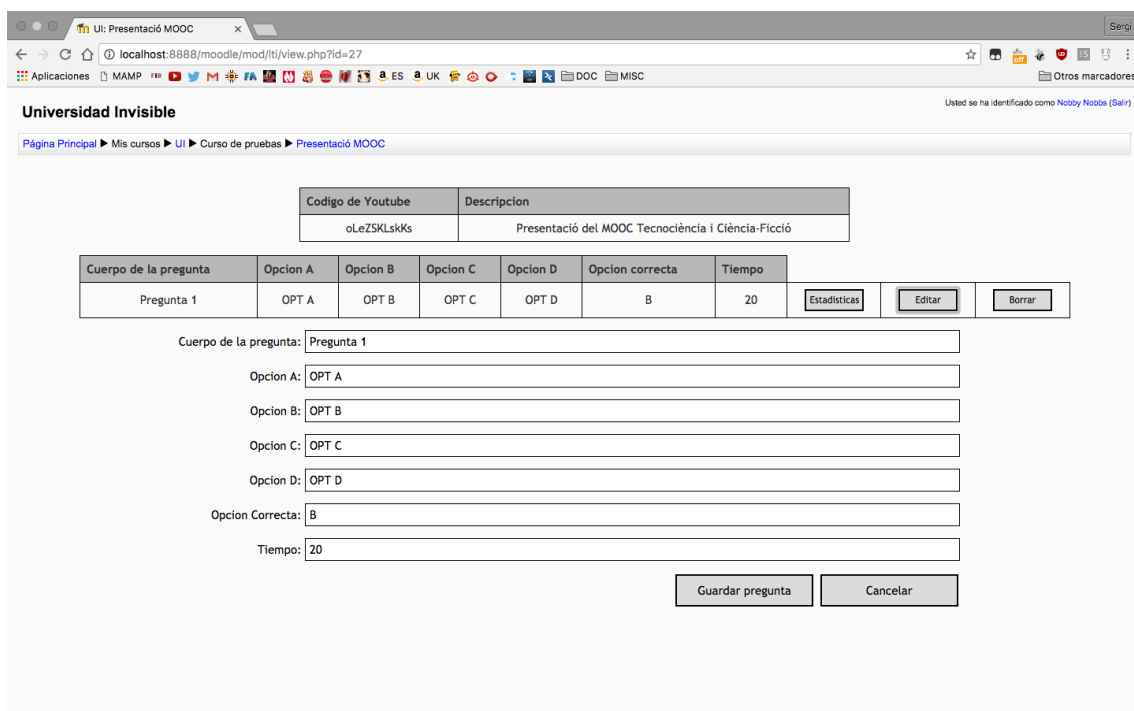 UI: Presentació MOOC
Sergi
localhost:8888/moodle/mod/lti/view.php?id=27
Aplicaciones MAMP FIB FA ES UK DOC MISC Otros marcadores
Universidad Invisible
Usted se ha identificado como Nobby Nobbs (Salir)
Página Principal ► Mis cursos ► UI ► Curso de pruebas ► Presentació MOOC
Codigo de Youtube Descripcion
oLeZSKLskKs Presentació del MOOC Tecnociència i Ciència-Ficció
Cuerpo de la pregunta Opcion A Opcion B Opcion C Opcion D Opcion correcta Tiempo
Pregunta 1 OPT A OPT B OPT C OPT D B 20 Estadisticas Editar Borrar
Cuerpo de la pregunta: Pregunta 1
Opcion A: OPT A
Opcion B: OPT B
Opcion C: OPT C
Opcion D: OPT D
Opcion Correcta: B
Tiempo: 20
Guardar pregunta Cancelar